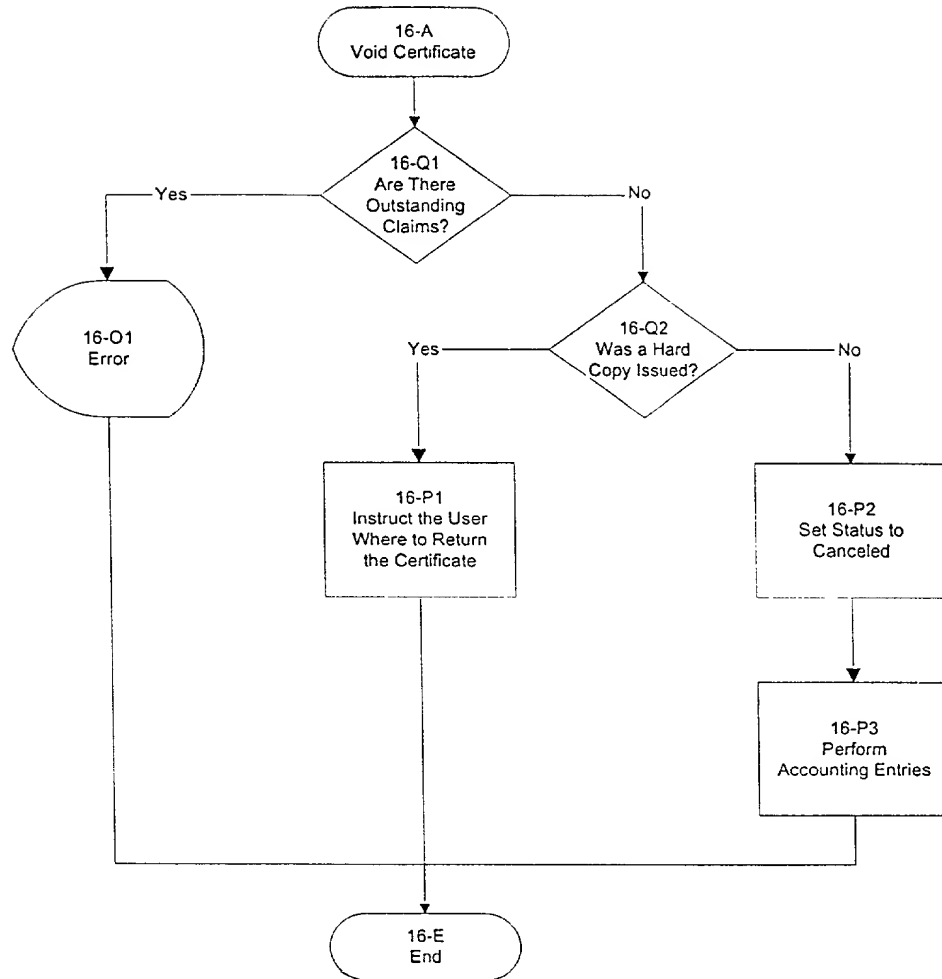 16-A
Void Certificate
16-Q1
Are There
Outstanding
Claims?
Yes
No
16-O1
Error
16-Q2
Was a Hard
Copy Issued?
Yes
No
16-P1
Instruct the User
Where to Return
the Certificate
16-P2
Set Status to
Canceled
16-P3
Perform
Accounting Entries
16-E
End